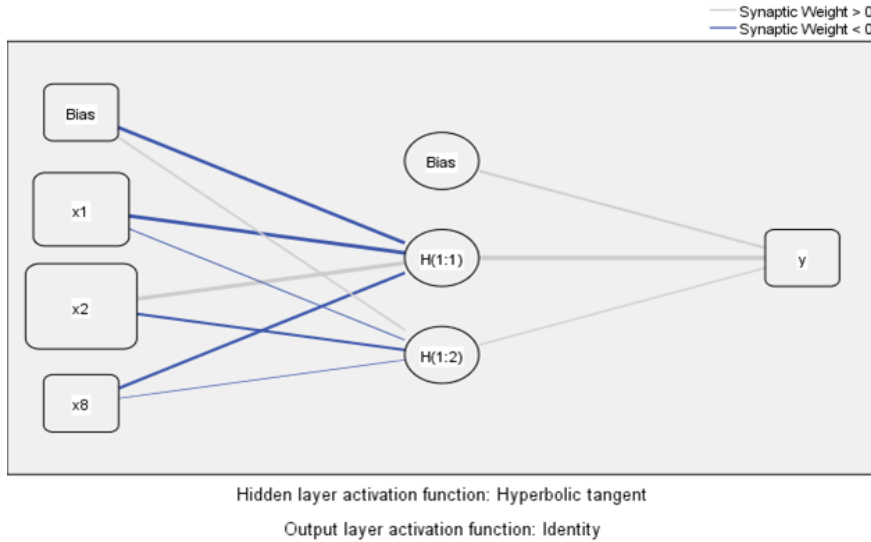 Synaptic Weight > 0
Synaptic Weight < 0
Bias
x1
x2
x8
Bias
H(1:1)
H(1:2)
y
Hidden layer activation function: Hyperbolic tangent
Output layer activation function: Identity